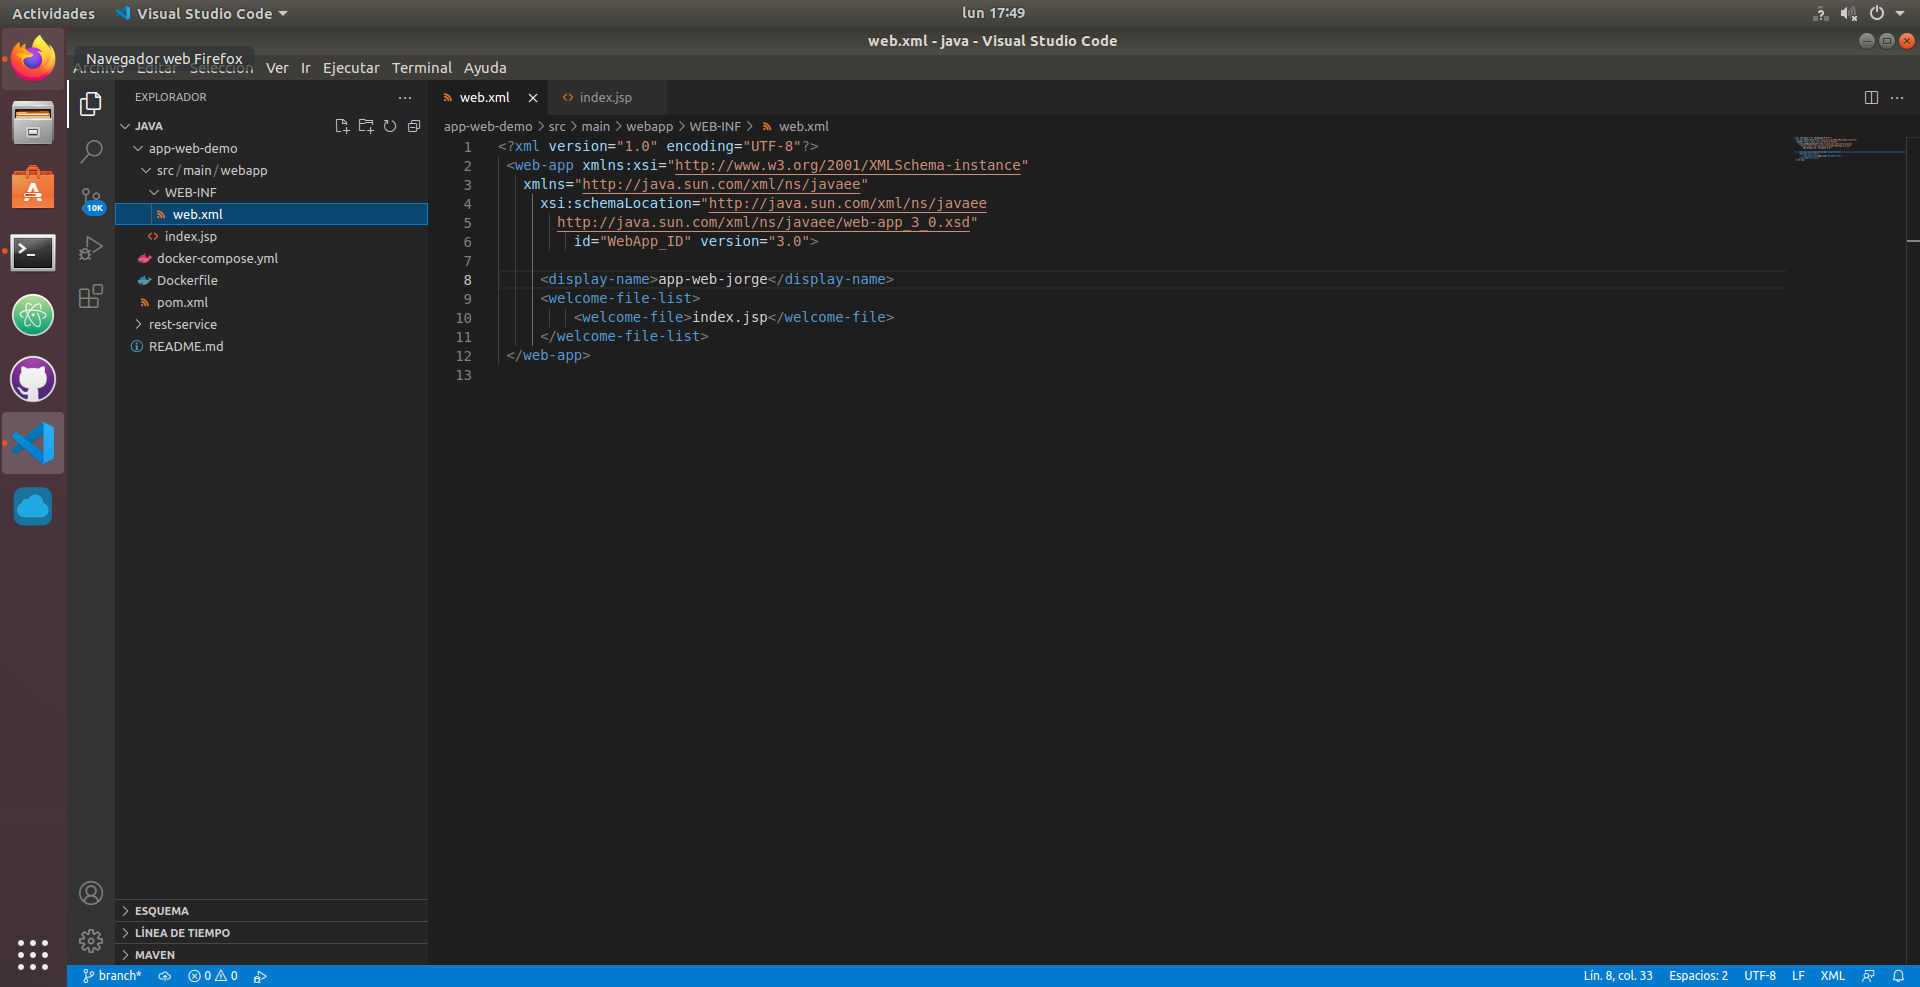 Actividades Visual Studio Code lun 17:49
web.xml - java - Visual Studio Code
Navegador web Firefox
Archivo Editar Selección Ver Ir Ejecutar Terminal Ayuda
EXPLORADOR
JAVA
app-web-demo
src/main/webapp
WEB-INF
web.xml
index.jsp
docker-compose.yml
Dockerfile
pom.xml
rest-service
README.md
10K
ESQUEMA
LÍNEA DE TIEMPO
MAVEN
web.xml index.jsp
app-web-demo > src > main > webapp > WEB-INF > web.xml
1 <?xml version="1.0" encoding="UTF-8"?>
2 <web-app xmlns:xsi="http://www.w3.org/2001/XMLSchema-instance"
3 xmlns="http://java.sun.com/xml/ns/javaee"
4 xsi:schemaLocation="http://java.sun.com/xml/ns/javaee
5 http://java.sun.com/xml/ns/javaee/web-app_3_0.xsd"
6 id="WebApp_ID" version="3.0">
7
8 <display-name>app-web-jorge</display-name>
9 <welcome-file-list>
10 <welcome-file>index.jsp</welcome-file>
11 </welcome-file-list>
12 </web-app>
13
branch* 0 0 Lín. 8, col. 33 Espacios: 2 UTF-8 LF XML